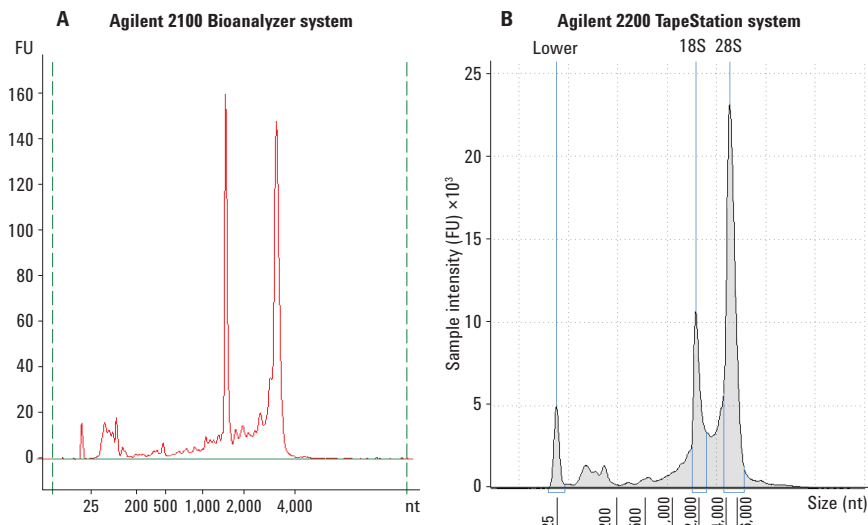 A Agilent 2100 Bioanalyzer system
FU
160
140
120
100
80
60
40
20
0
25 200 500 1,000 2,000 4,000 nt
B Agilent 2200 TapeStation system
Lower 18S 28S
25
20
15
10
5
0
Sample intensity (FU) ×10³
Size (nt)
25
200